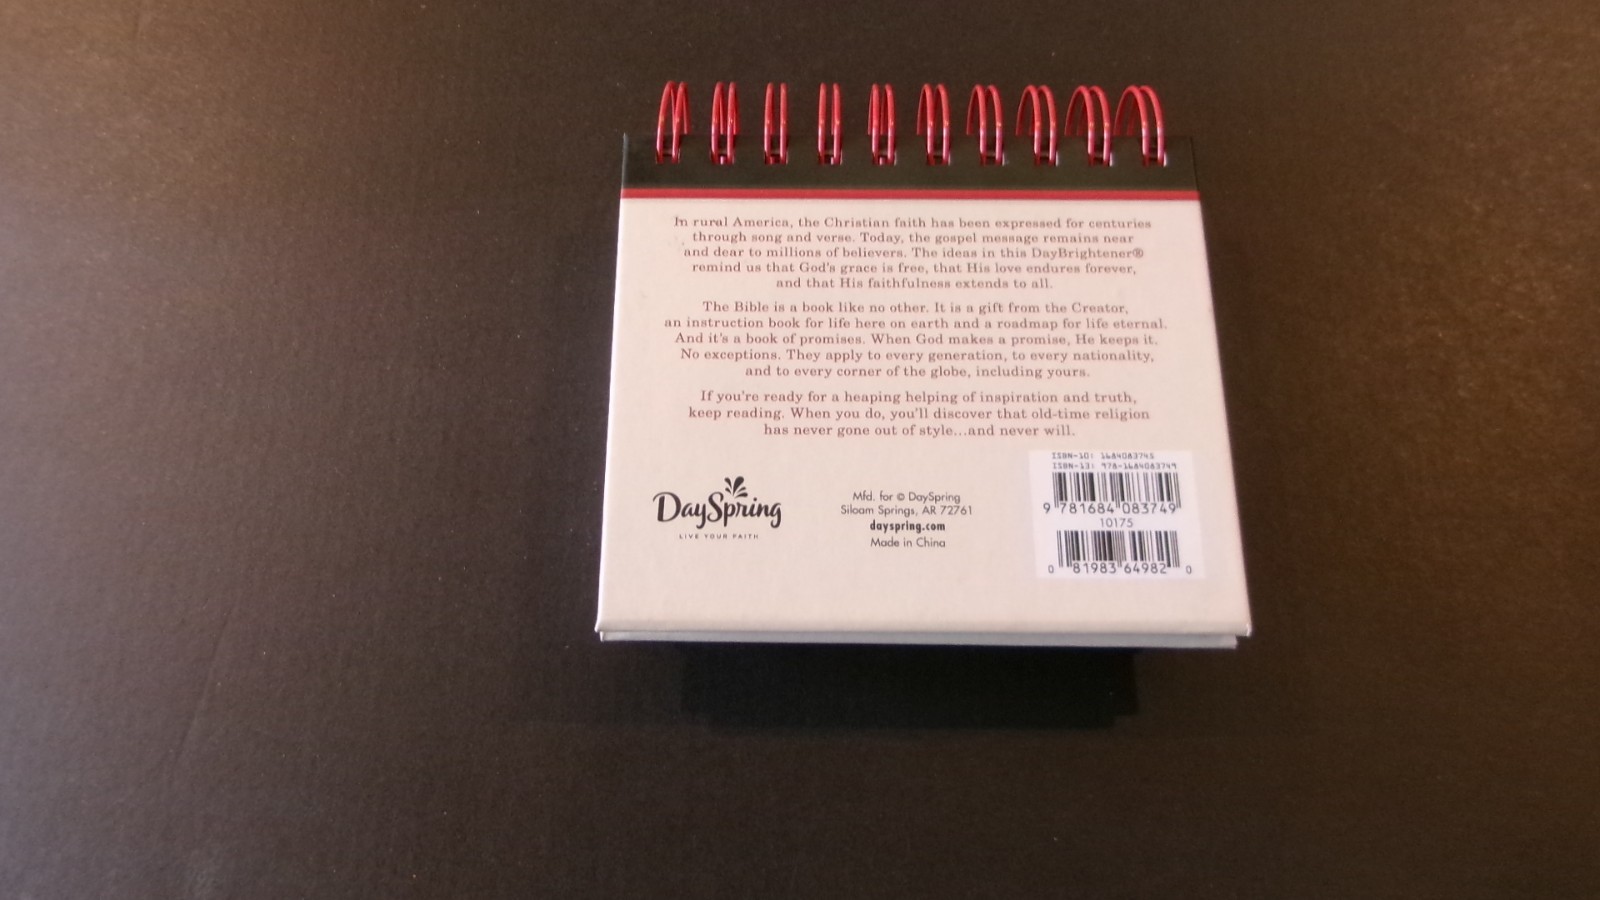 In rural America, the Christian faith has been expressed for centuries
through song and verse. Today, the gospel message remains near
and dear to millions of believers. The ideas in this DayBrightener®
remind us that God's grace is free, that His love endures forever,
and that His faithfulness extends to all.
The Bible is a book like no other. It is a gift from the Creator,
an instruction book for life here on earth and a roadmap for life eternal.
And it's a book of promises. When God makes a promise, He keeps it.
No exceptions. They apply to every generation, to every nationality,
and to every corner of the globe, including yours.
If you're ready for a heaping helping of inspiration and truth,
keep reading. When you do, you'll discover that old-time religion
has never gone out of style...and never will.
DaySpring
LIVE YOUR FAITH
Mfd. for © DaySpring
Siloam Springs, AR 72761
dayspring.com
Made in China
ISBN-10: 1684083745
ISBN-13: 978-1684083749
9 781684 083749
10175
0 81983 64982 0